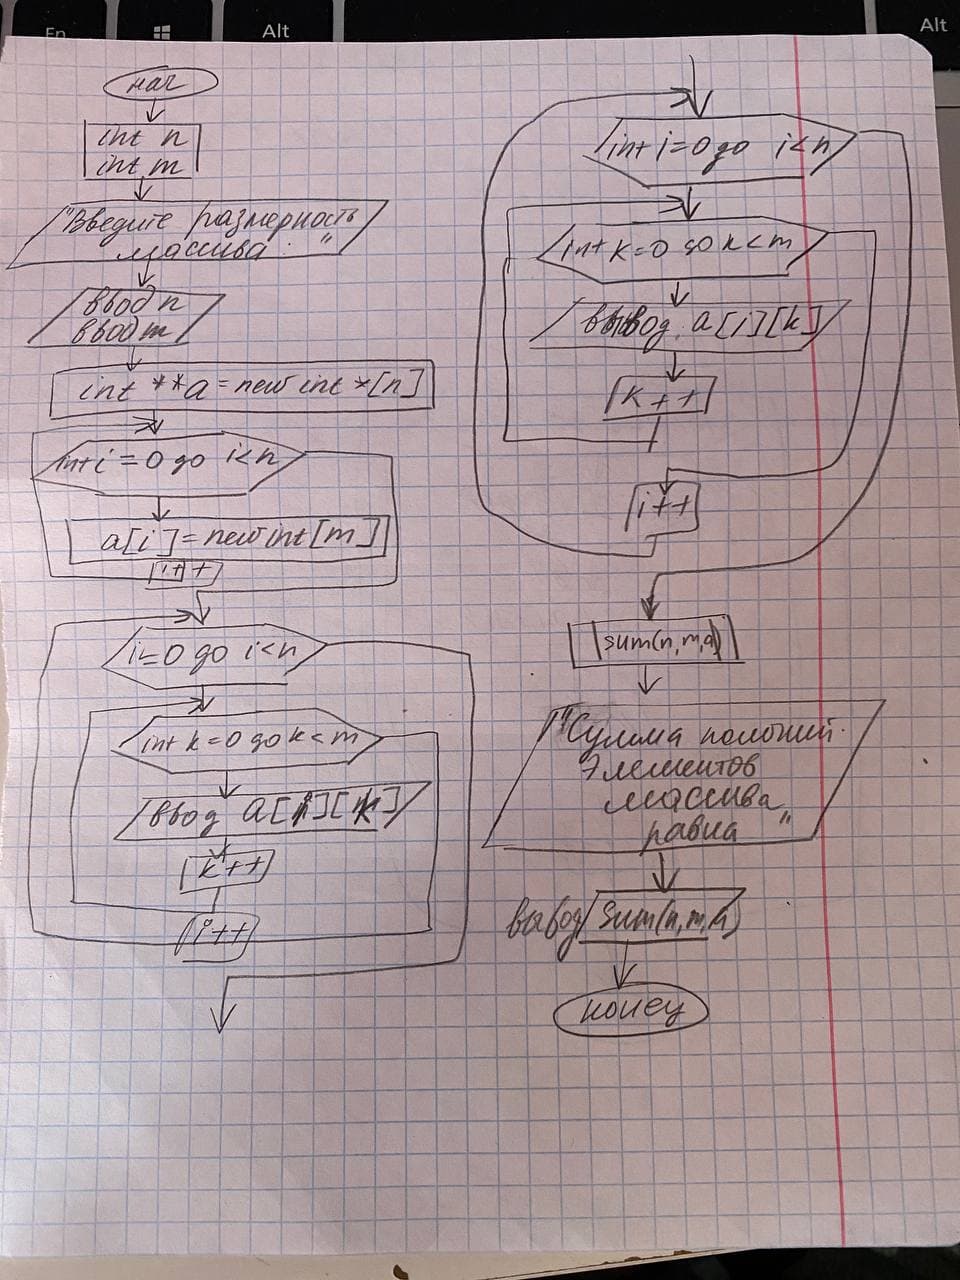 En
Alt
Alt
нач
int n
int m
"Введите размерность
массива: "
ввод n
ввод m
int **a = new int *[n]
int i = 0 до i < n
a[i] = new int [m]
i++
i = 0 до i < n
int k = 0 до k < m
ввод a[i][k]
k++
i++
int i = 0 до i < n
int k = 0 до k < m
вывод a[i][k]
k++
i++
sum(n, m, a)
"Сумма
элементов
массива
равна "
вывод sum(n, m, a)
конец